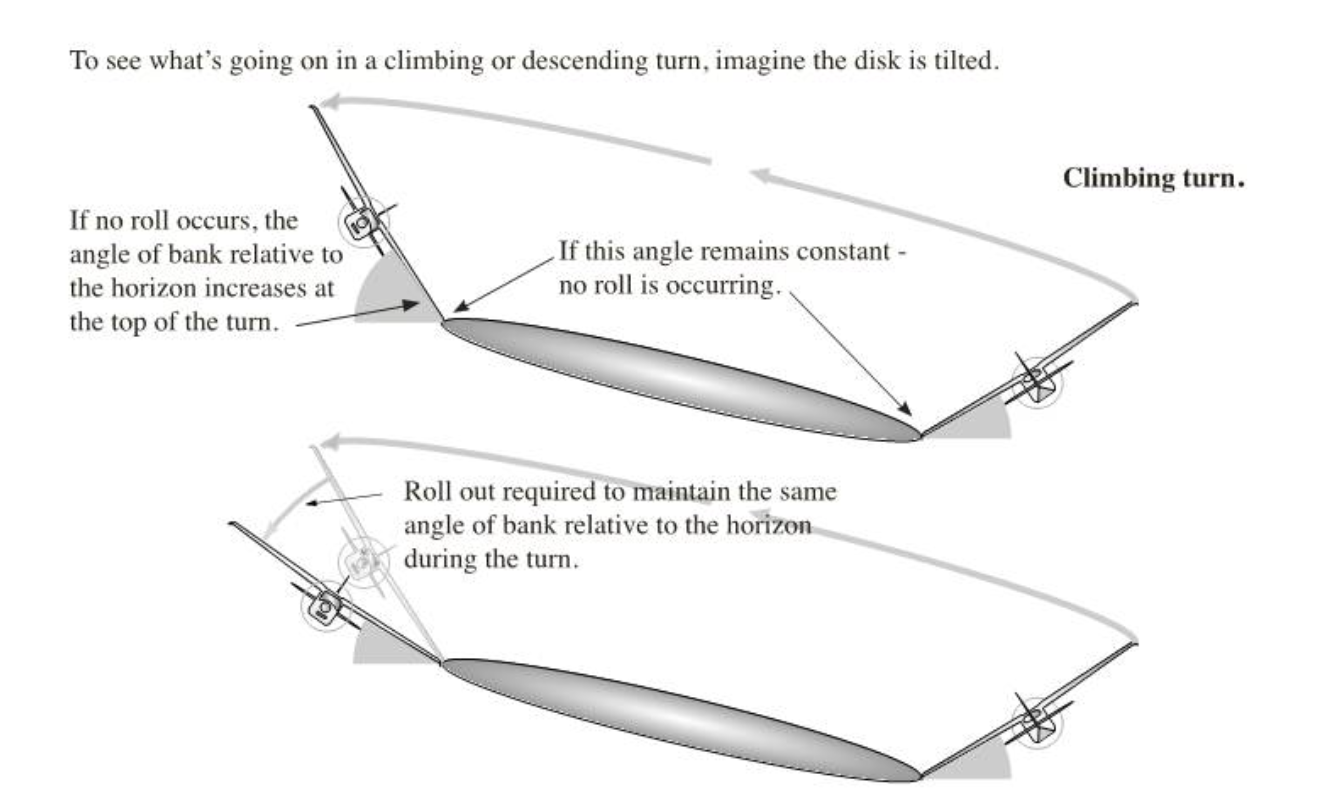 To see what's going on in a climbing or descending turn, imagine the disk is tilted.
Climbing turn.
If no roll occurs, the
angle of bank relative to
the horizon increases at
the top of the turn.
If this angle remains constant -
no roll is occurring.
Roll out required to maintain the same
angle of bank relative to the horizon
during the turn.